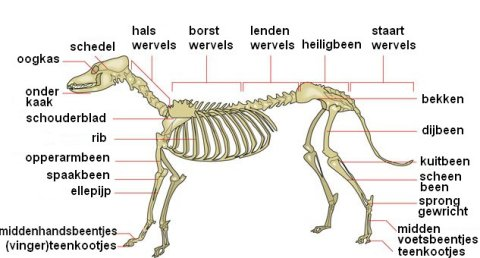 schedel
hals
wervels
borst
wervels
lenden
wervels
heiligbeen
staart
wervels
oogkas
onder
kaak
schouderblad
rib
opperarmbeen
spaakbeen
ellepijp
middenhandsbeentjes
(vinger)teenkootjes
bekken
dijbeen
kuitbeen
scheen
been
sprong
gewricht
midden
voetsbeentjes
teenkootjes